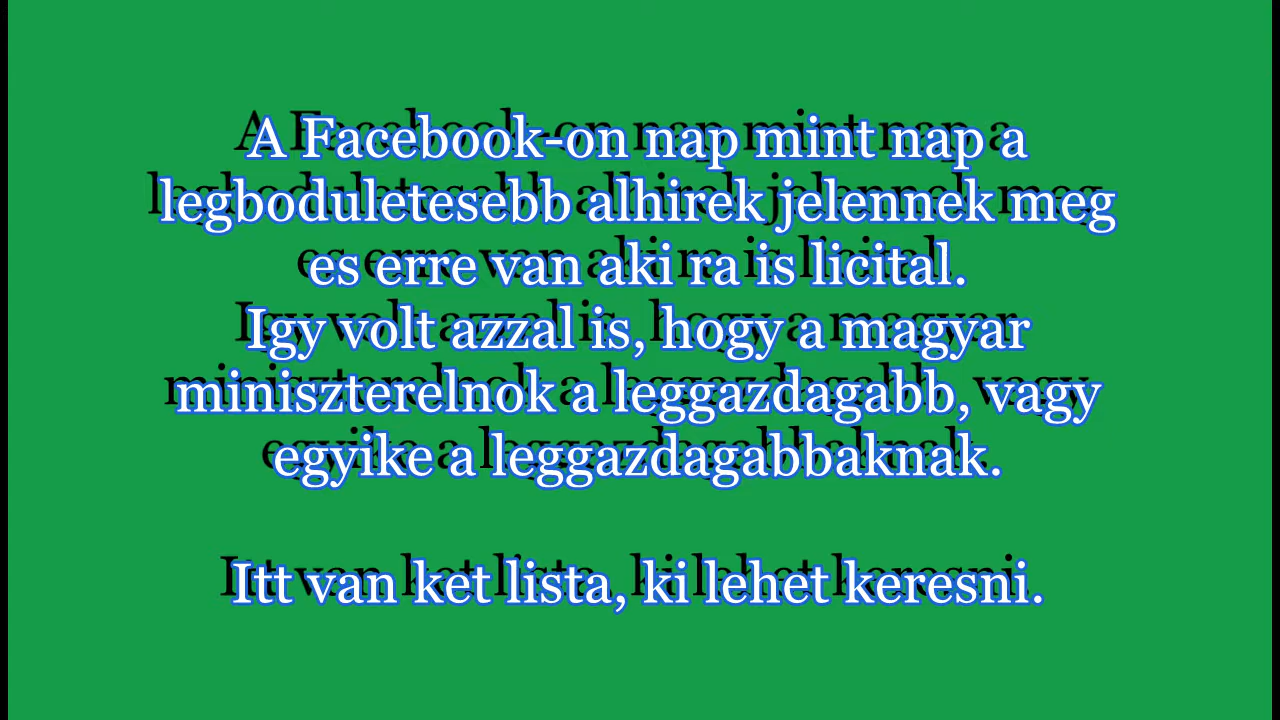 A Facebook-on nap mint nap a
legboduletesebb alhirek jelennek meg
es erre van aki ra is licital.
Igy volt azzal is, hogy a magyar
miniszterelnok a leggazdagabb, vagy
egyike a leggazdagabbaknak.
Itt van ket lista, ki lehet keresni.